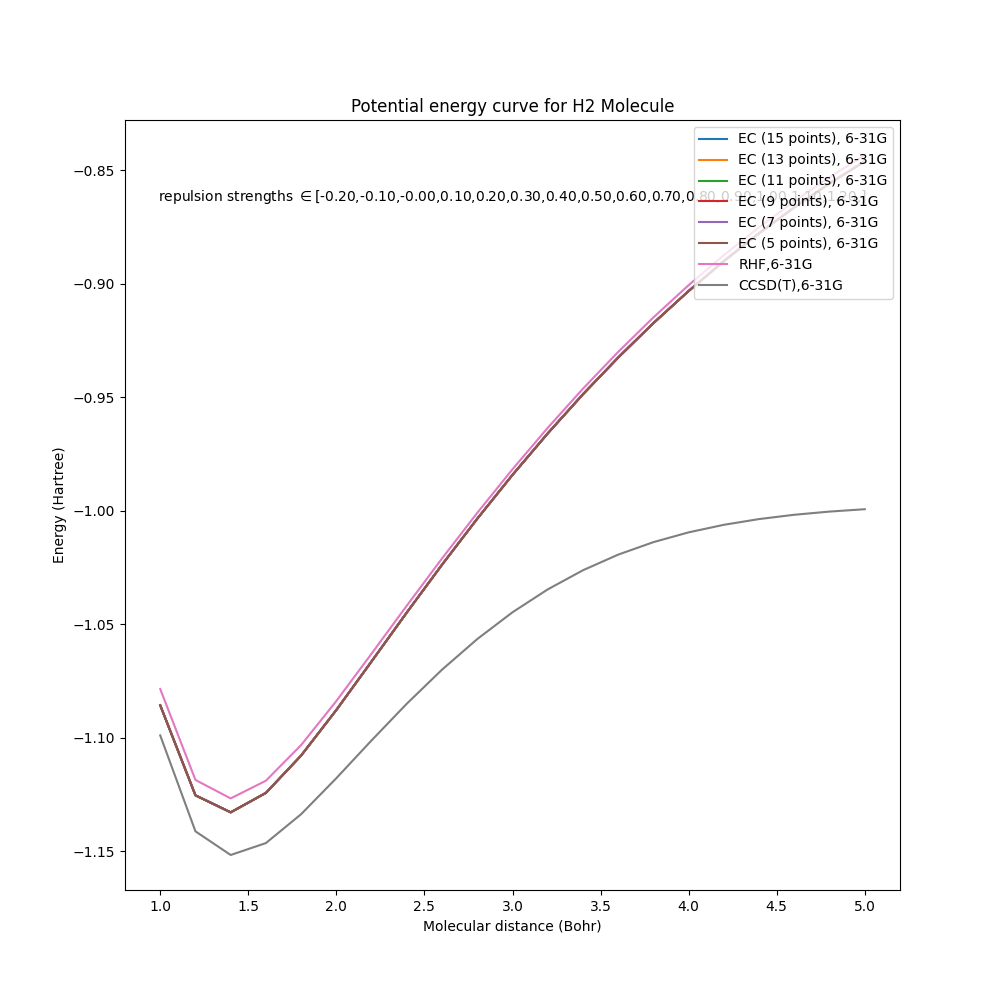 Potential energy curve for H2 Molecule
EC (15 points), 6-31G
EC (13 points), 6-31G
EC (11 points), 6-31G
EC (9 points), 6-31G
EC (7 points), 6-31G
EC (5 points), 6-31G
RHF,6-31G
CCSD(T),6-31G
repulsion strengths ∈[-0.20,-0.10,-0.00,0.10,0.20,0.30,0.40,0.50,0.60,0.70,0.80,0.90,1.00,1.10,1.20,]
−0.85
−0.90
−0.95
−1.00
−1.05
−1.10
−1.15
Energy (Hartree)
1.0 1.5 2.0 2.5 3.0 3.5 4.0 4.5 5.0
Molecular distance (Bohr)